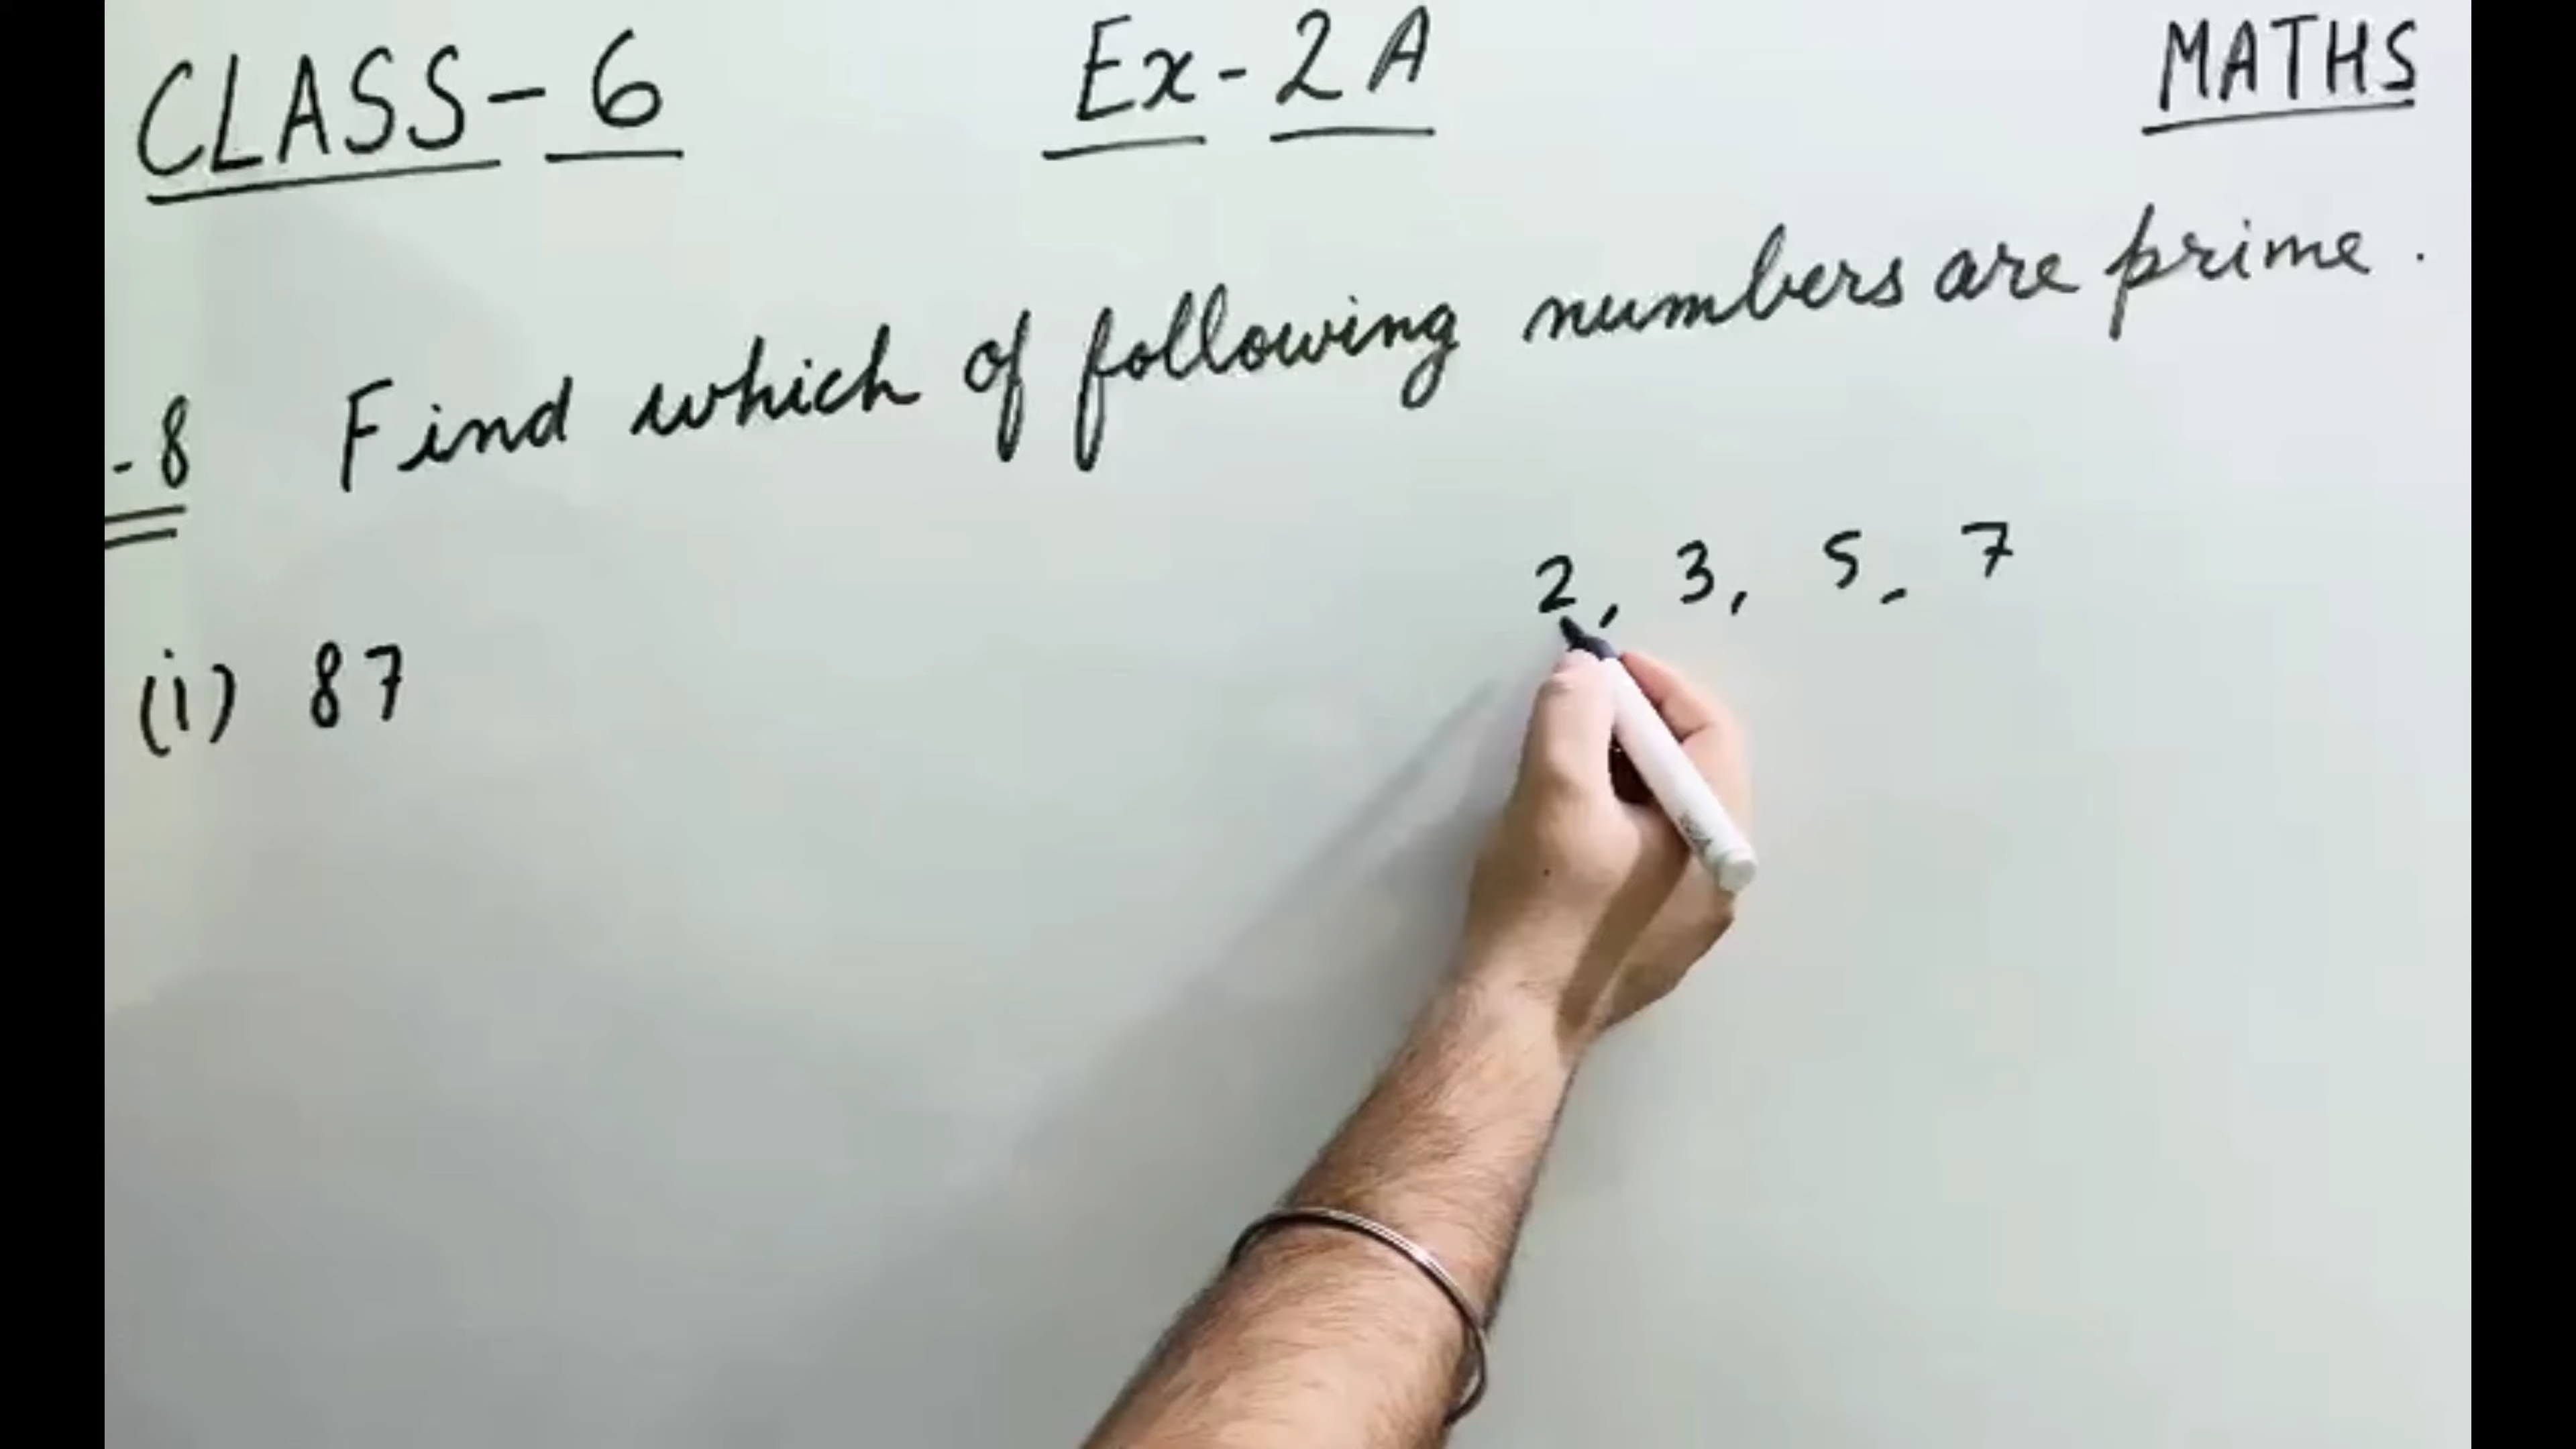 CLASS-6 Ex-2A MATHS
-8 Find which of following numbers are prime.
2, 3, 5, 7
(i) 87